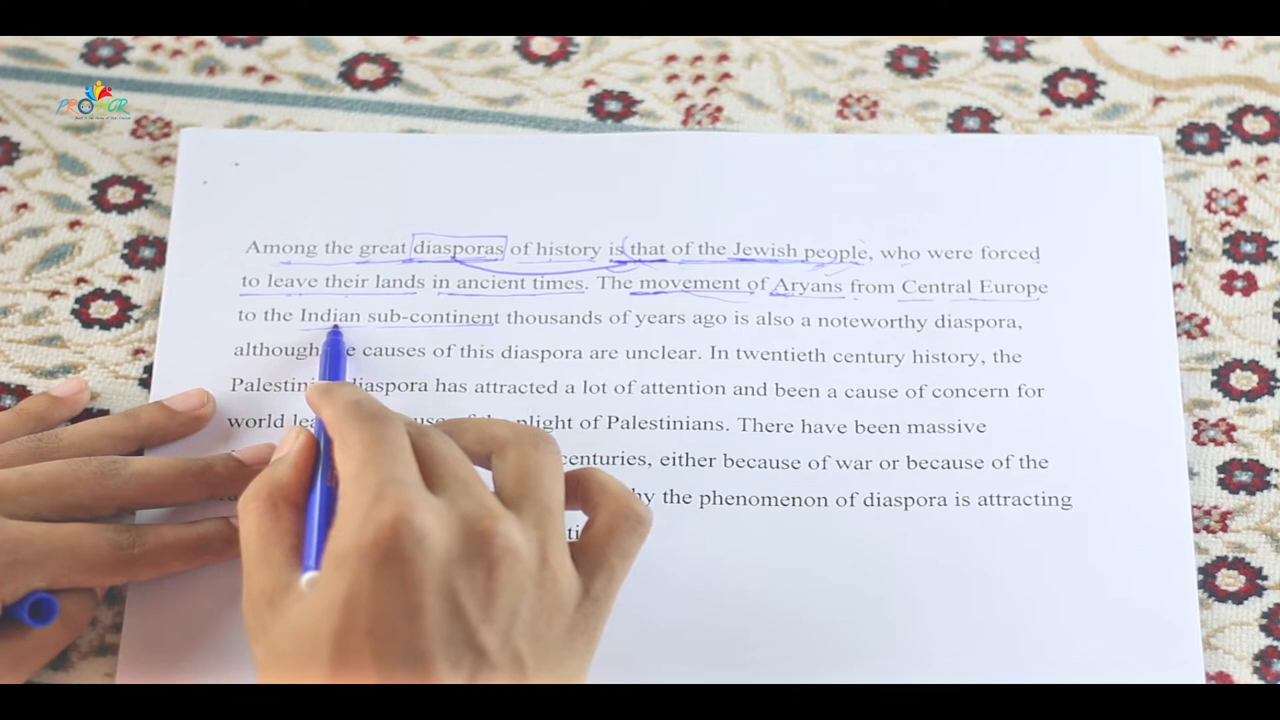 PROHOR
Among the great diasporas of history is that of the Jewish people, who were forced
to leave their lands in ancient times. The movement of Aryans from Central Europe
to the Indian sub-continent thousands of years ago is also a noteworthy diaspora,
although causes of this diaspora are unclear. In twentieth century history, the
diaspora has attracted a lot of attention and been a cause of concern for
world plight of Palestinians. There have been massive
centuries, either because of war or because of the
the phenomenon of diaspora is attracting